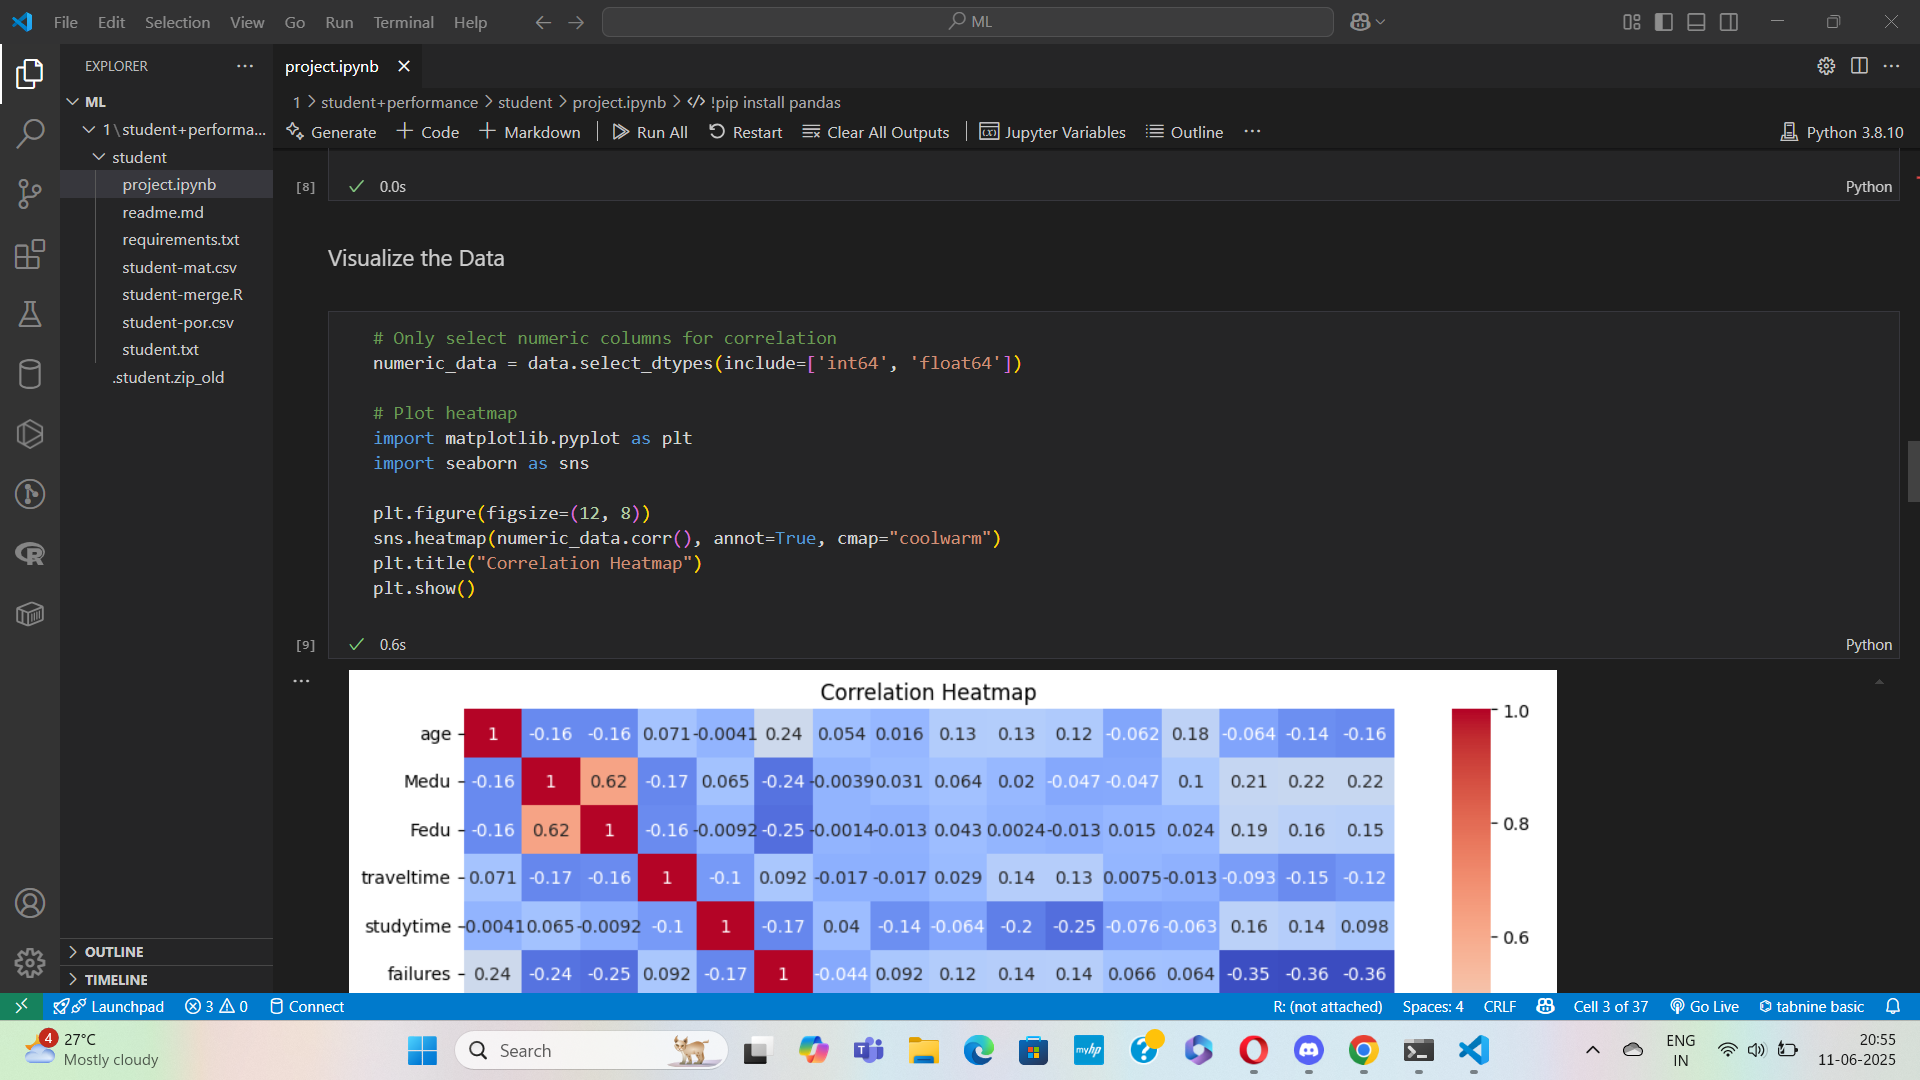 File Edit Selection View Go Run Terminal Help
ML
EXPLORER
ML
1\student+performa...
student
project.ipynb
readme.md
requirements.txt
student-mat.csv
student-merge.R
student-por.csv
student.txt
.student.zip_old
OUTLINE
TIMELINE
project.ipynb
1 > student+performance > student > project.ipynb > !pip install pandas
Generate + Code + Markdown Run All Restart Clear All Outputs Jupyter Variables Outline ... Python 3.8.10
[8] 0.0s Python
Visualize the Data
# Only select numeric columns for correlation
numeric_data = data.select_dtypes(include=['int64', 'float64'])
# Plot heatmap
import matplotlib.pyplot as plt
import seaborn as sns
plt.figure(figsize=(12, 8))
sns.heatmap(numeric_data.corr(), annot=True, cmap="coolwarm")
plt.title("Correlation Heatmap")
plt.show()
[9] 0.6s Python
Correlation Heatmap
age 1 -0.16 -0.16 0.071 -0.0041 0.24 0.054 0.016 0.13 0.13 0.12 -0.062 0.18 -0.064 -0.14 -0.16
Medu -0.16 1 0.62 -0.17 0.065 -0.24 -0.0039 0.031 0.064 0.02 -0.047 -0.047 0.1 0.21 0.22 0.22
Fedu -0.16 0.62 1 -0.16 -0.0092 -0.25 -0.0014 -0.013 0.043 0.0024 -0.013 0.015 0.024 0.19 0.16 0.15
traveltime 0.071 -0.17 -0.16 1 -0.1 0.092 -0.017 -0.017 0.029 0.14 0.13 0.0075 -0.013 -0.093 -0.15 -0.12
studytime -0.0041 0.065 -0.0092 -0.1 1 -0.17 0.04 -0.14 -0.064 -0.2 -0.25 -0.076 -0.063 0.16 0.14 0.098
failures 0.24 -0.24 -0.25 0.092 -0.17 1 -0.044 0.092 0.12 0.14 0.14 0.066 0.064 -0.35 -0.36 -0.36
1.0
0.8
0.6
Launchpad 3 0 Connect R: (not attached) Spaces: 4 CRLF Cell 3 of 37 Go Live tabnine basic
4 27°C
Mostly cloudy
Search
myhp
ENG
IN
20:55
11-06-2025